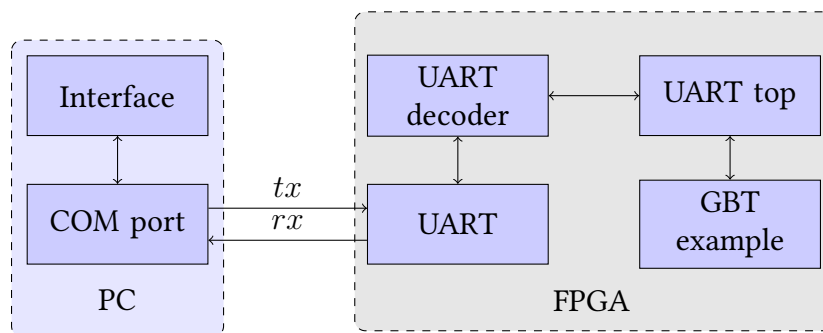 Interface
COM port
PC
tx
rx
UART
decoder
UART top
UART
GBT
example
FPGA